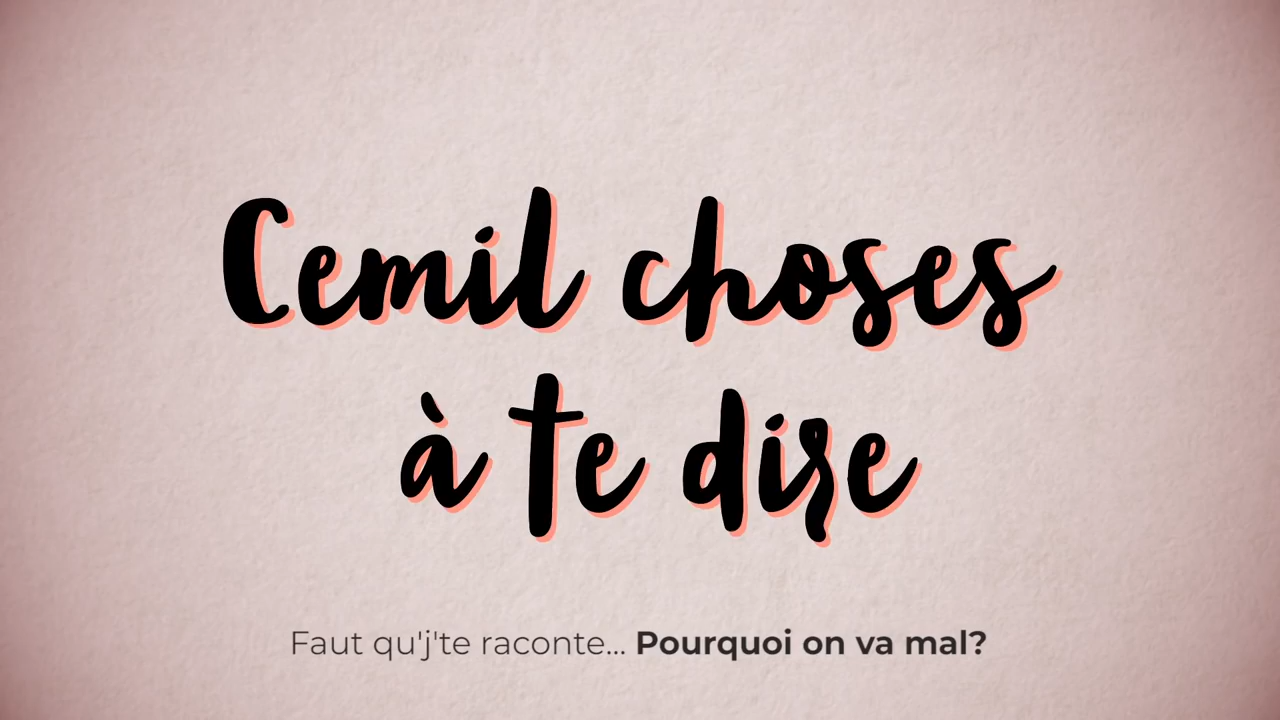 Cemil choses
à te dire
Faut qu'j'te raconte... Pourquoi on va mal?